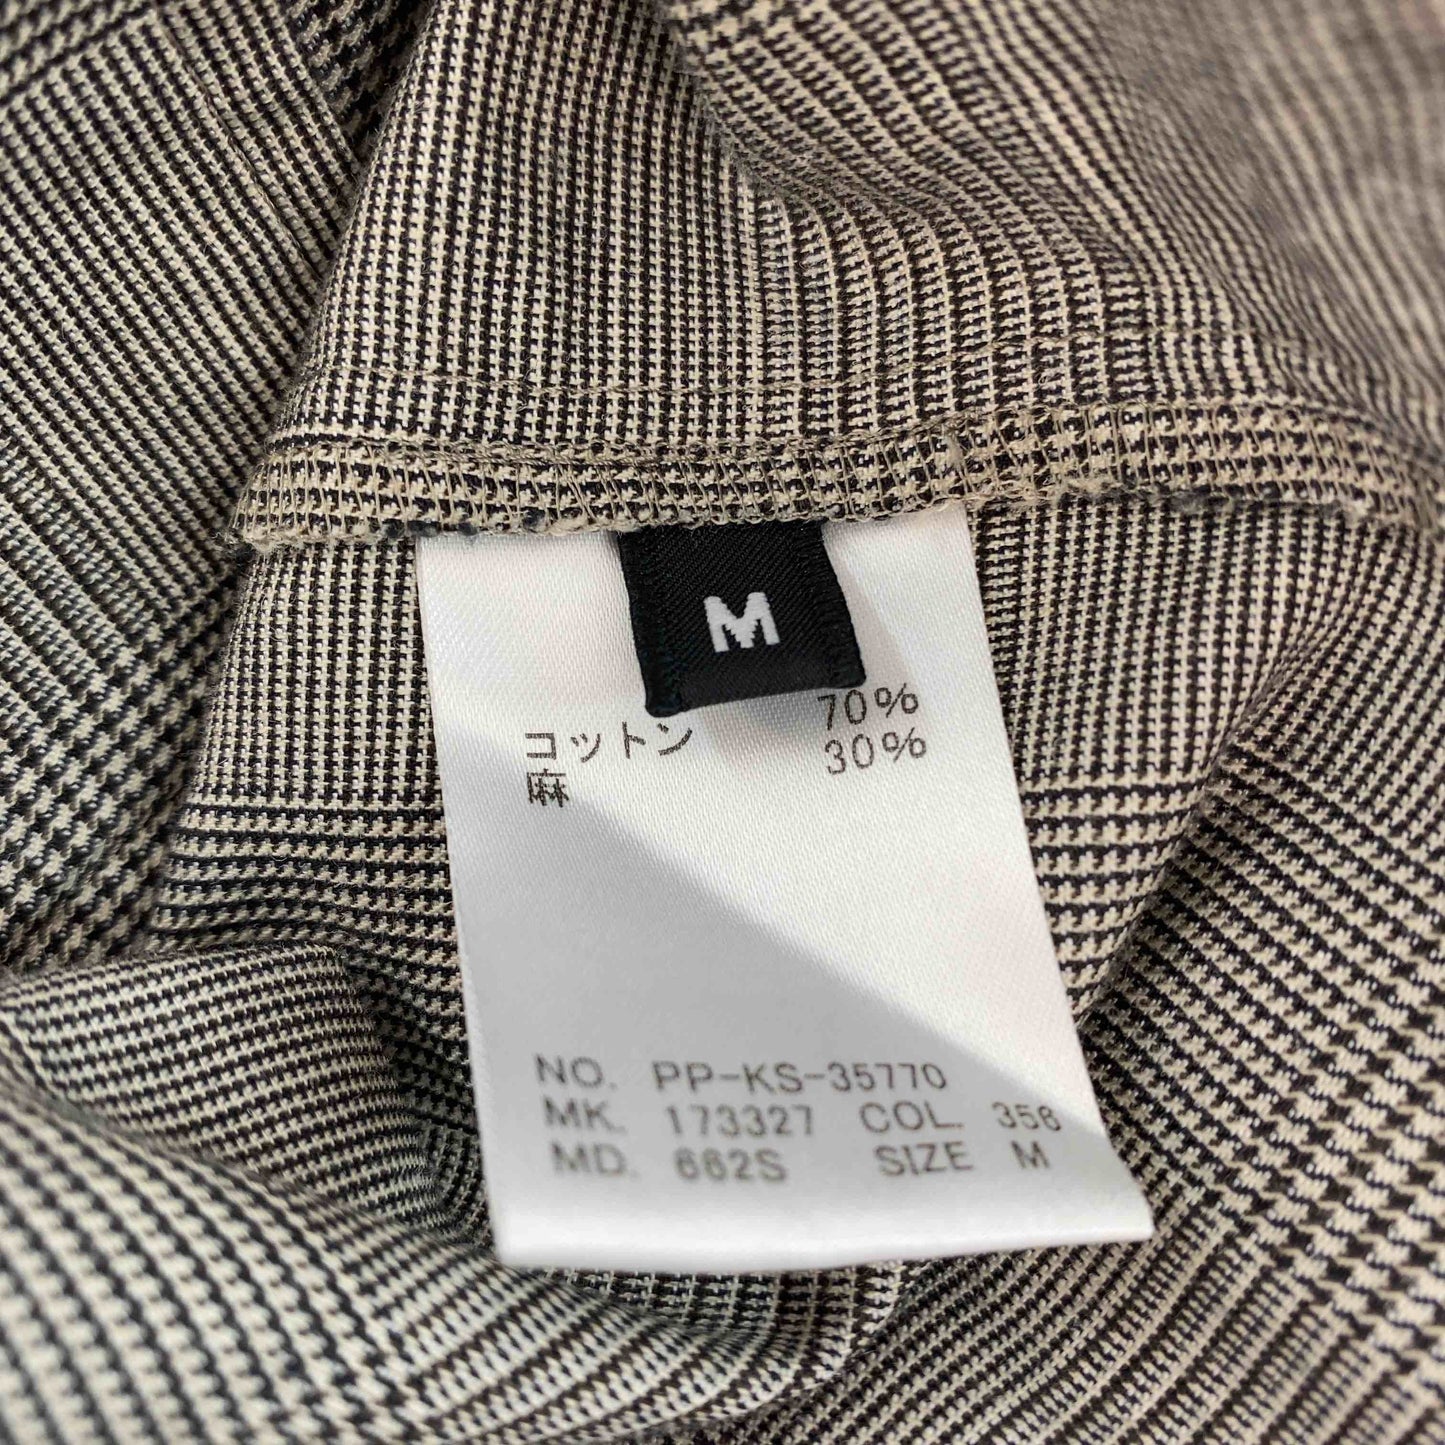 M
コットン 70%
麻 30%
NO. PP-KS-35770
MK. 173327 COL. 356
MD. 662S SIZE M